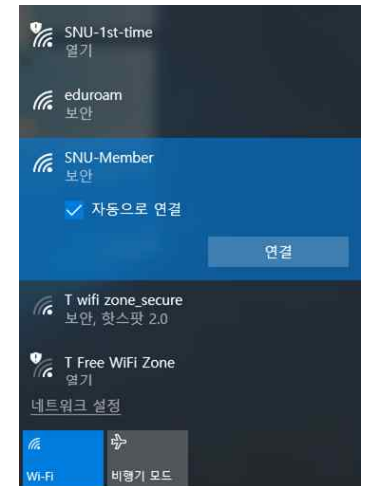 SNU-1st-time
열기
eduroam
보안
SNU-Member
보안
자동으로 연결
연결
T wifi zone_secure
보안, 핫스팟 2.0
T Free WiFi Zone
열기
네트워크 설정
Wi-Fi
비행기 모드